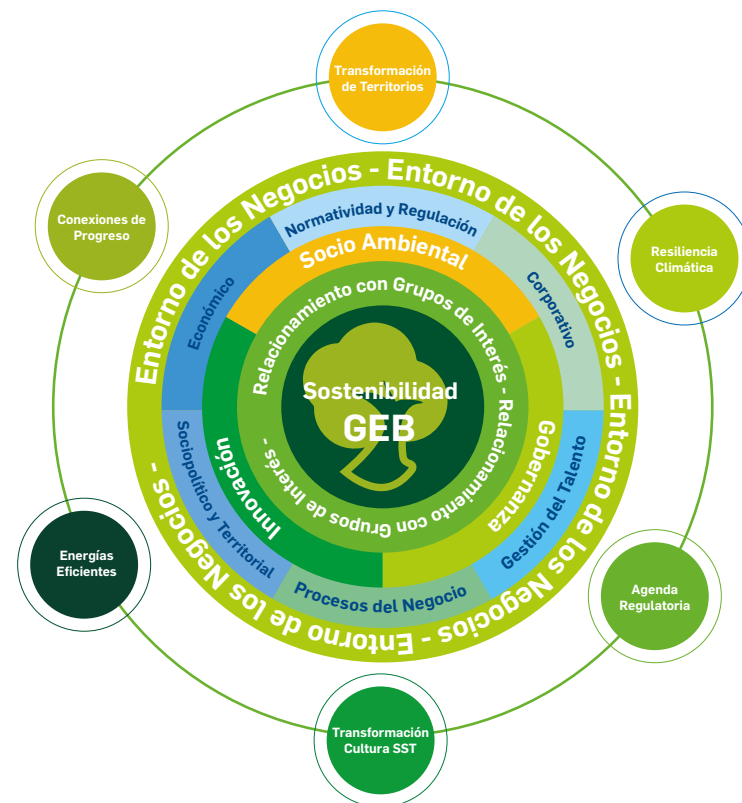 Transformación
de Territorios
Conexiones de
Progreso
Resiliencia
Climática
Entorno de los Negocios - Entorno de los Negocios - Entorno de los Negocios - Entorno de los Negocios -
Normatividad y Regulación
Económico
Corporativo
Socio Ambiental
Relacionamiento con Grupos de Interés - Relacionamiento con Grupos de Interés -
Sostenibilidad
GEB
Innovación
Gobernanza
Sociopolítico y Territorial
Gestión del Talento
Procesos del Negocio
Energías
Eficientes
Agenda
Regulatoria
Transformación
Cultura SST